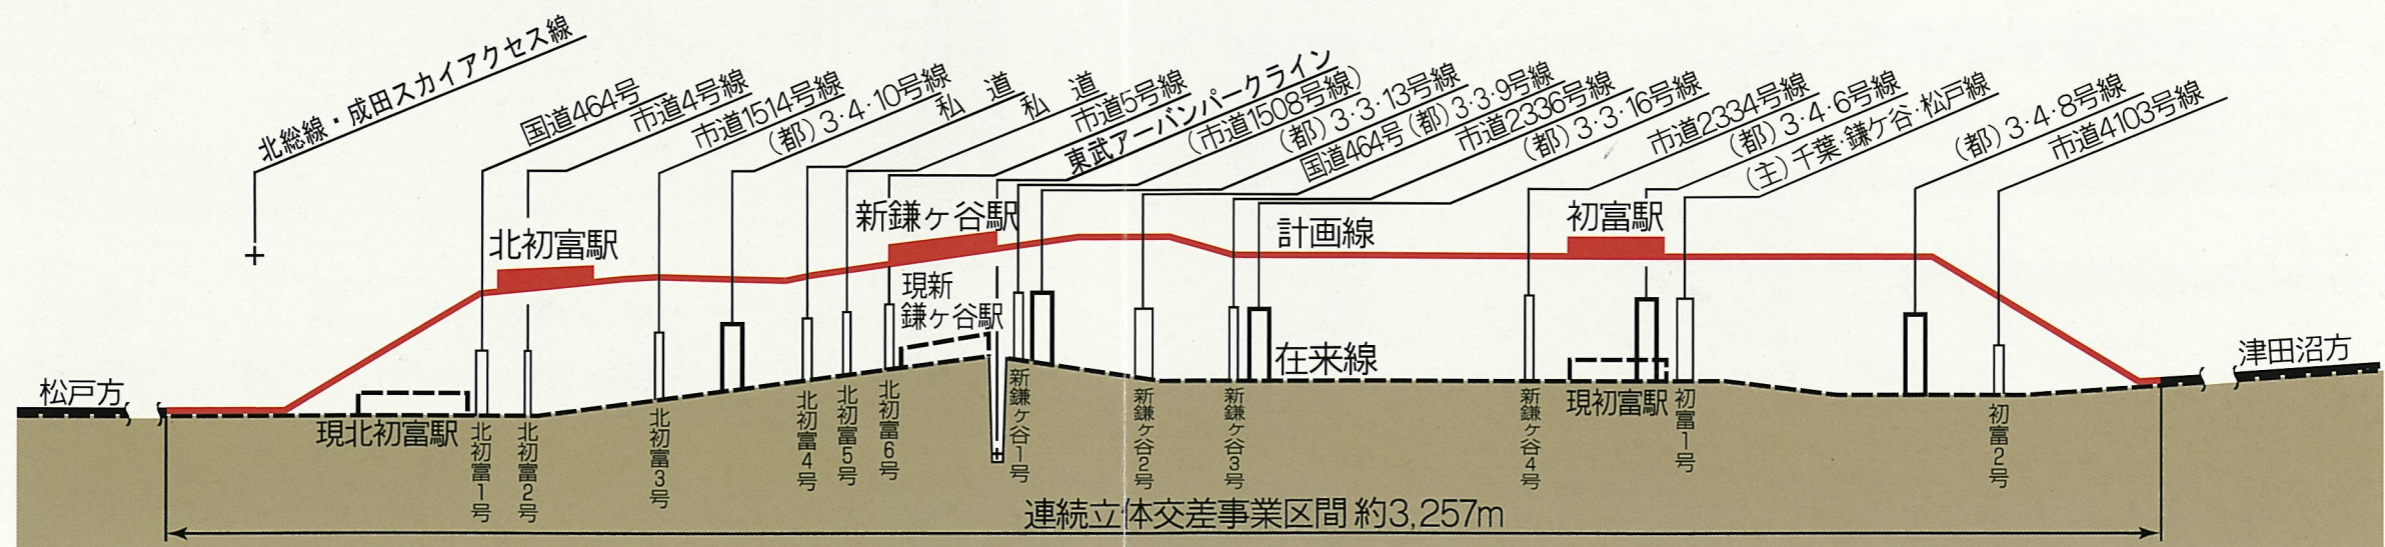 北総線・成田スカイアクセス線
国道464号
市道4号線
市道1514号線
(都)3・4・10号線
私道
私道
市道5号線
東武アーバンパークライン
(市道1508号線)
(都)3・3・13号線
国道464号(都)3・3・9号線
市道2336号線
(都)3・3・16号線
市道2334号線
(都)3・4・6号線
(主)千葉・鎌ケ谷・松戸線
(都)3・4・8号線
市道4103号線
北初富駅
新鎌ヶ谷駅
計画線
初富駅
現新
鎌ヶ谷駅
在来線
松戸方
津田沼方
現北初富駅
現初富駅
北初富1号
北初富2号
北初富3号
北初富4号
北初富5号
北初富6号
新鎌ヶ谷1号
新鎌ヶ谷2号
新鎌ヶ谷3号
新鎌ヶ谷4号
初富1号
初富2号
連続立体交差事業区間 約3,257m